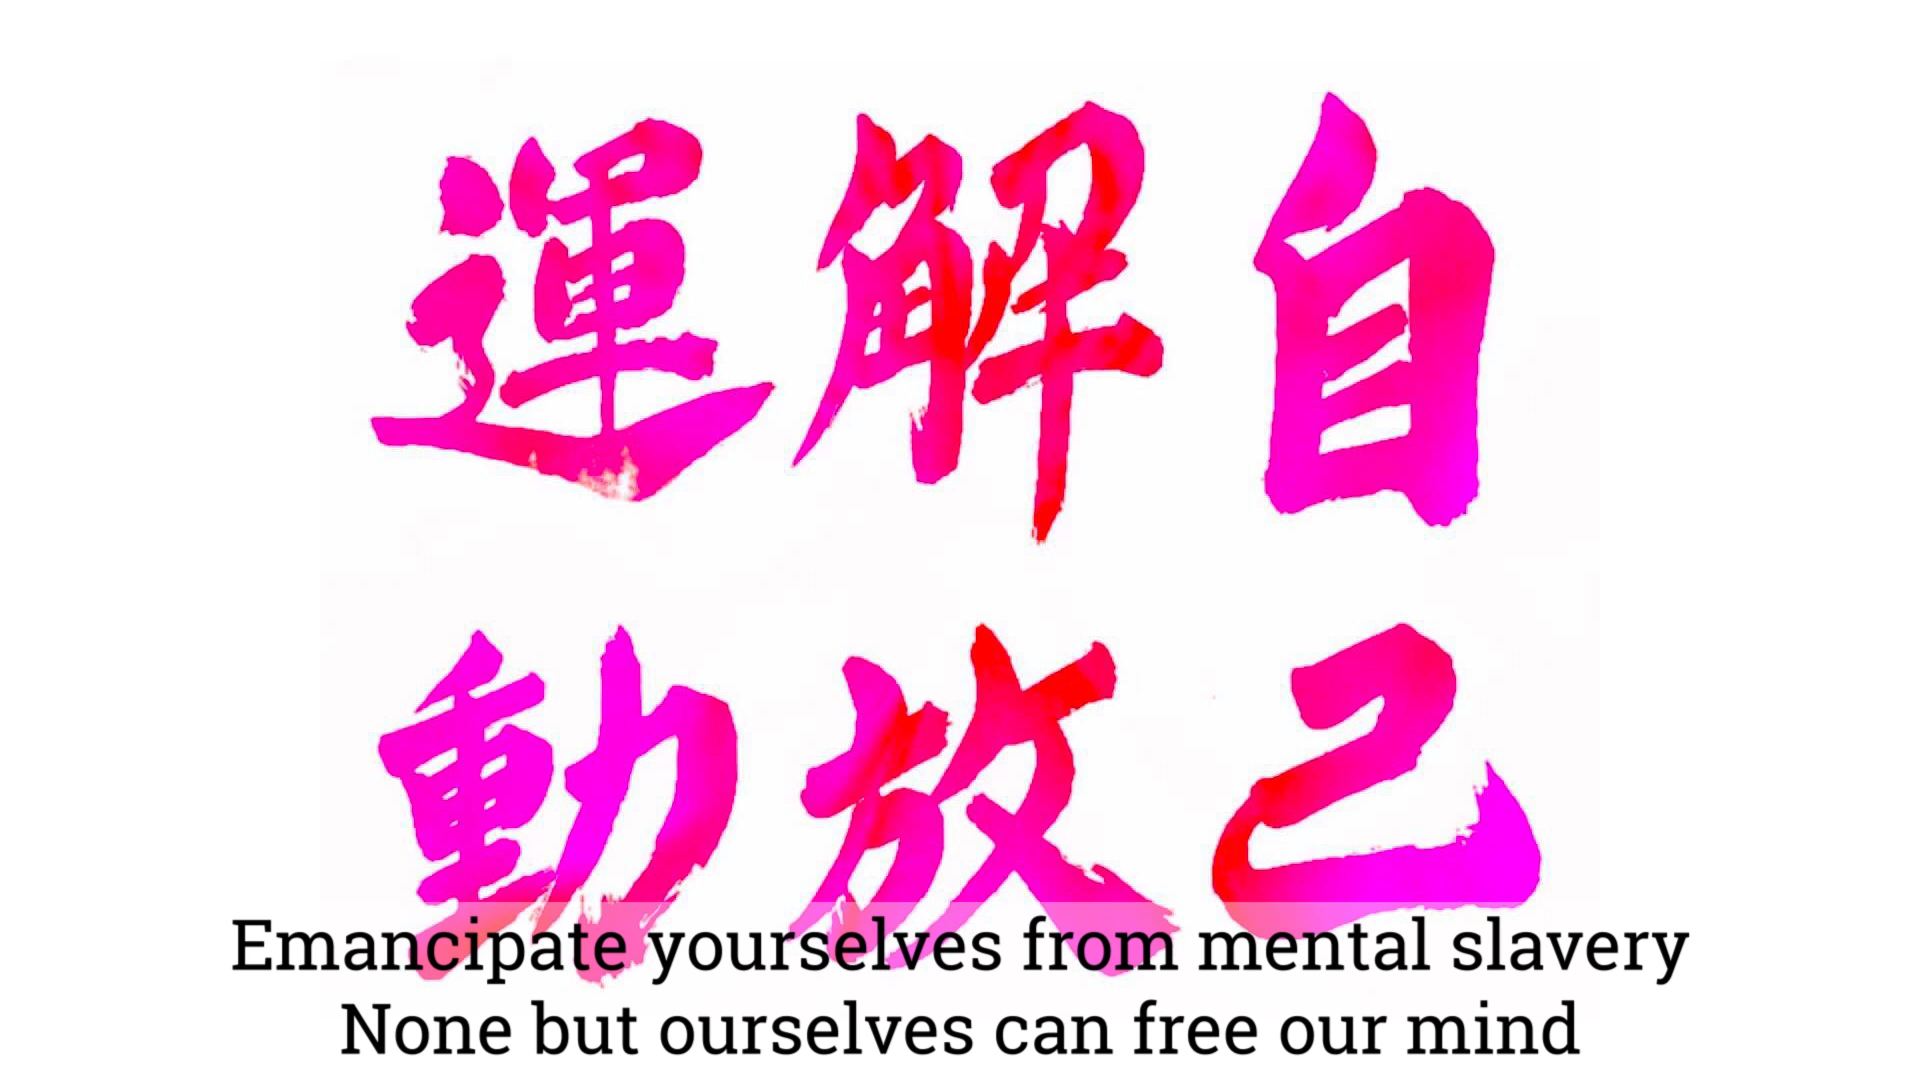 自己
解放
運動
Emancipate yourselves from mental slavery
None but ourselves can free our mind